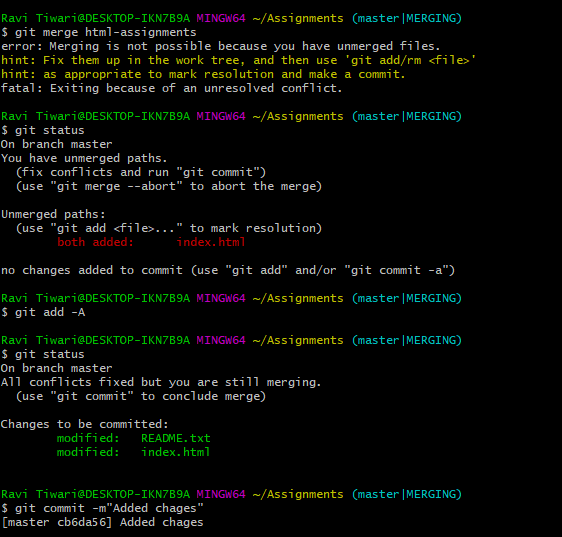 Ravi Tiwari@DESKTOP-IKN7B9A MINGW64 ~/Assignments (master|MERGING)
$ git merge html-assignments
error: Merging is not possible because you have unmerged files.
hint: Fix them up in the work tree, and then use 'git add/rm <file>'
hint: as appropriate to mark resolution and make a commit.
fatal: Exiting because of an unresolved conflict.
Ravi Tiwari@DESKTOP-IKN7B9A MINGW64 ~/Assignments (master|MERGING)
$ git status
On branch master
You have unmerged paths.
  (fix conflicts and run "git commit")
  (use "git merge --abort" to abort the merge)
Unmerged paths:
  (use "git add <file>..." to mark resolution)
        both added:      index.html
no changes added to commit (use "git add" and/or "git commit -a")
Ravi Tiwari@DESKTOP-IKN7B9A MINGW64 ~/Assignments (master|MERGING)
$ git add -A
Ravi Tiwari@DESKTOP-IKN7B9A MINGW64 ~/Assignments (master|MERGING)
$ git status
On branch master
All conflicts fixed but you are still merging.
  (use "git commit" to conclude merge)
Changes to be committed:
        modified:   README.txt
        modified:   index.html
Ravi Tiwari@DESKTOP-IKN7B9A MINGW64 ~/Assignments (master|MERGING)
$ git commit -m"Added chages"
[master cb6da56] Added chages